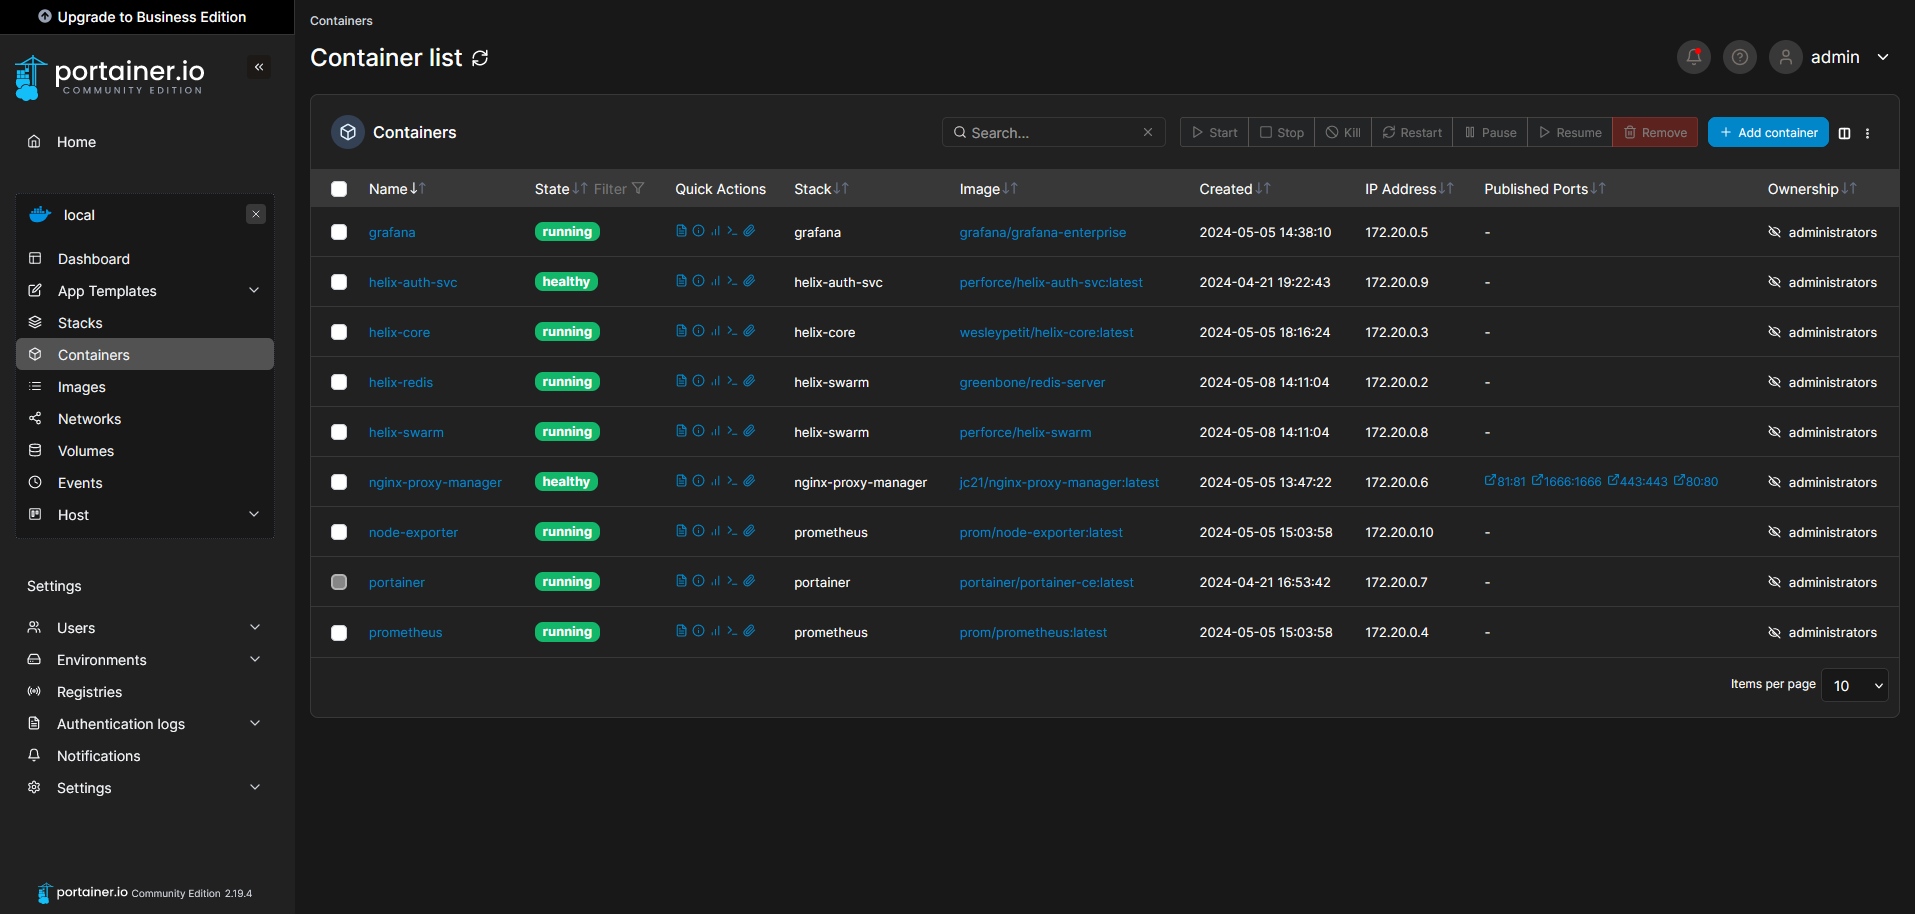 Upgrade to Business Edition
portainer.io
COMMUNITY EDITION
Home
local
Dashboard
App Templates
Stacks
Containers
Images
Networks
Volumes
Events
Host
Settings
Users
Environments
Registries
Authentication logs
Notifications
Settings
portainer.io Community Edition 2.19.4
Containers
Container list
admin
Containers
Search...
Start Stop Kill Restart Pause Resume Remove Add container
Name State Filter Quick Actions Stack Image Created IP Address Published Ports Ownership
grafana running grafana grafana/grafana-enterprise 2024-05-05 14:38:10 172.20.0.5 - administrators
helix-auth-svc healthy helix-auth-svc perforce/helix-auth-svc:latest 2024-04-21 19:22:43 172.20.0.9 - administrators
helix-core running helix-core wesleypetit/helix-core:latest 2024-05-05 18:16:24 172.20.0.3 - administrators
helix-redis running helix-swarm greenbone/redis-server 2024-05-08 14:11:04 172.20.0.2 - administrators
helix-swarm running helix-swarm perforce/helix-swarm 2024-05-08 14:11:04 172.20.0.8 - administrators
nginx-proxy-manager healthy nginx-proxy-manager jc21/nginx-proxy-manager:latest 2024-05-05 13:47:22 172.20.0.6 81:81 1666:1666 443:443 80:80 administrators
node-exporter running prometheus prom/node-exporter:latest 2024-05-05 15:03:58 172.20.0.10 - administrators
portainer running portainer portainer/portainer-ce:latest 2024-04-21 16:53:42 172.20.0.7 - administrators
prometheus running prometheus prom/prometheus:latest 2024-05-05 15:03:58 172.20.0.4 - administrators
Items per page 10